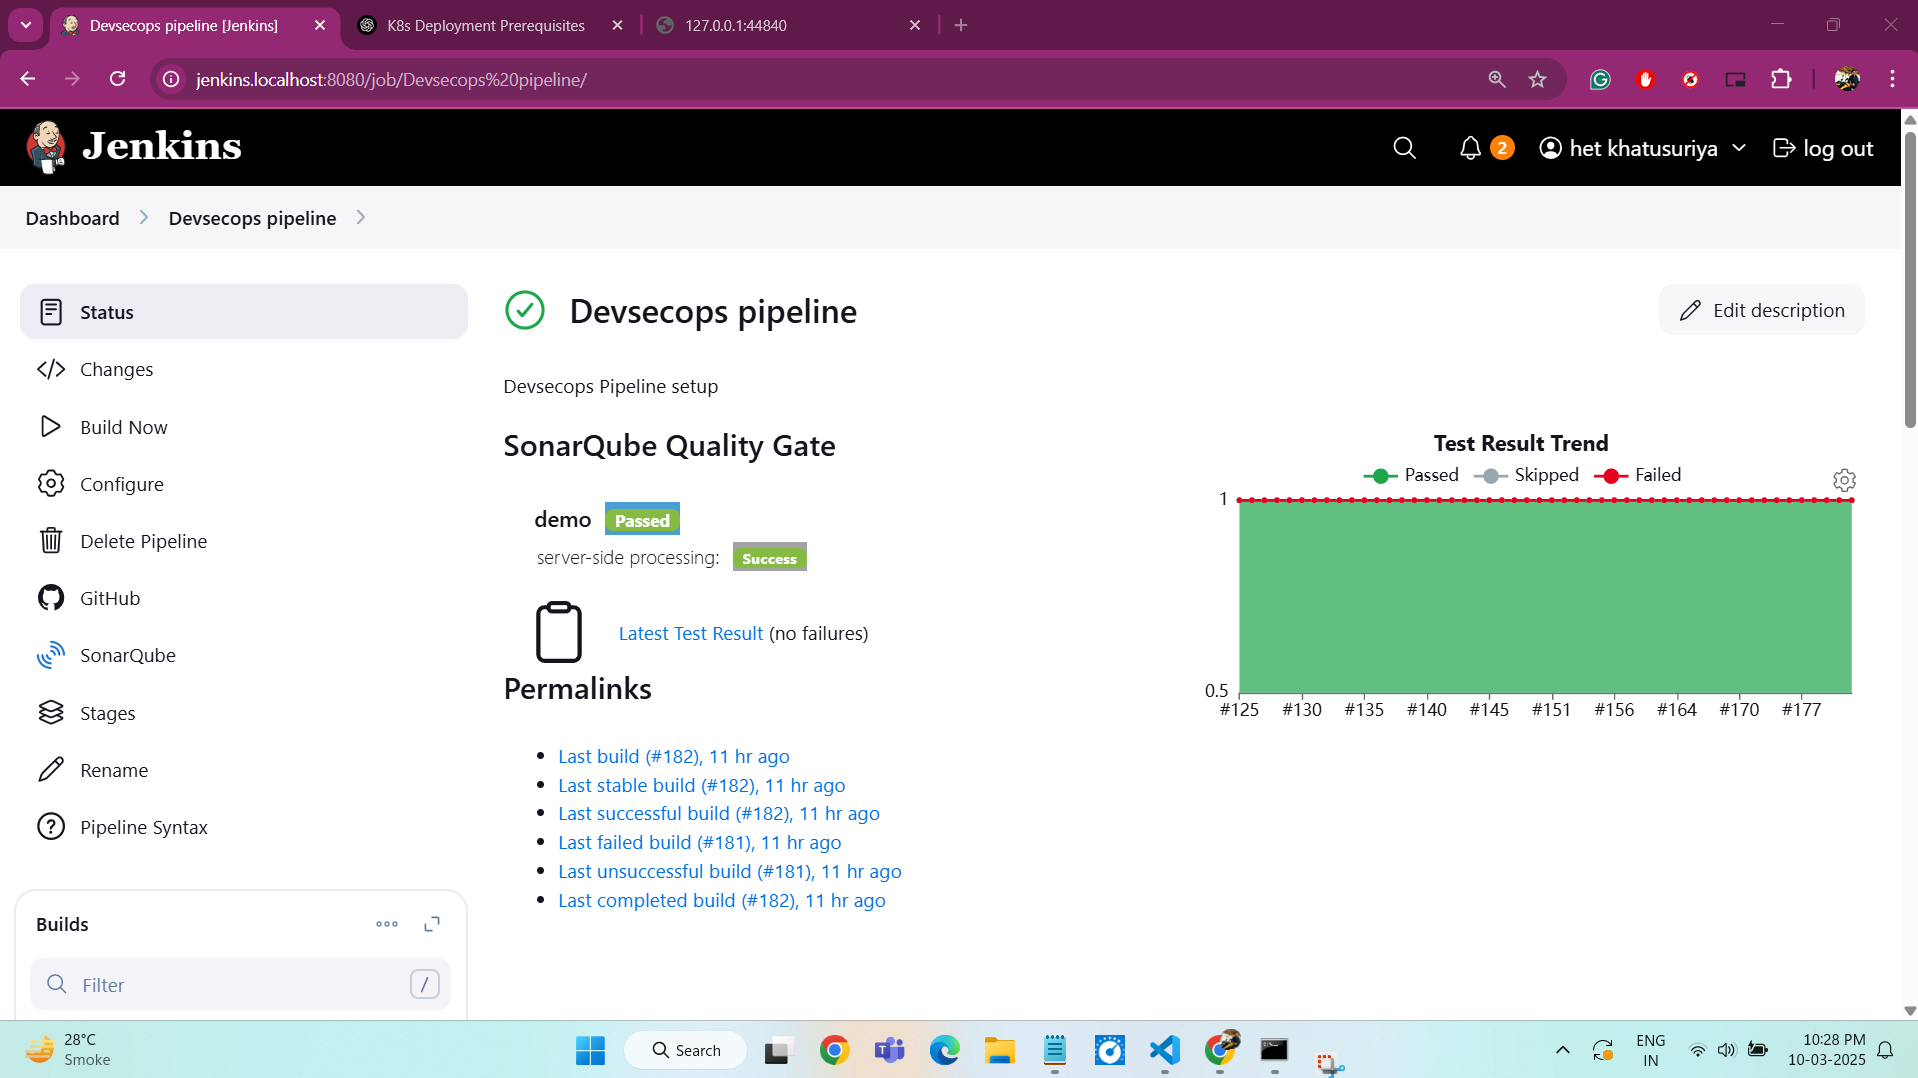 Devsecops pipeline [Jenkins]
K8s Deployment Prerequisites
127.0.0.1:44840
jenkins.localhost:8080/job/Devsecops%20pipeline/
Jenkins
2
het khatusuriya
log out
Dashboard
Devsecops pipeline
Status
Changes
Build Now
Configure
Delete Pipeline
GitHub
SonarQube
Stages
Rename
Pipeline Syntax
Builds
Filter
/
Devsecops pipeline
Edit description
Devsecops Pipeline setup
SonarQube Quality Gate
demo Passed
server-side processing: Success
Latest Test Result (no failures)
Permalinks
Last build (#182), 11 hr ago
Last stable build (#182), 11 hr ago
Last successful build (#182), 11 hr ago
Last failed build (#181), 11 hr ago
Last unsuccessful build (#181), 11 hr ago
Last completed build (#182), 11 hr ago
Test Result Trend
Passed Skipped Failed
1
0.5
#125 #130 #135 #140 #145 #151 #156 #164 #170 #177
28°C
Smoke
Search
ENG
IN
10:28 PM
10-03-2025